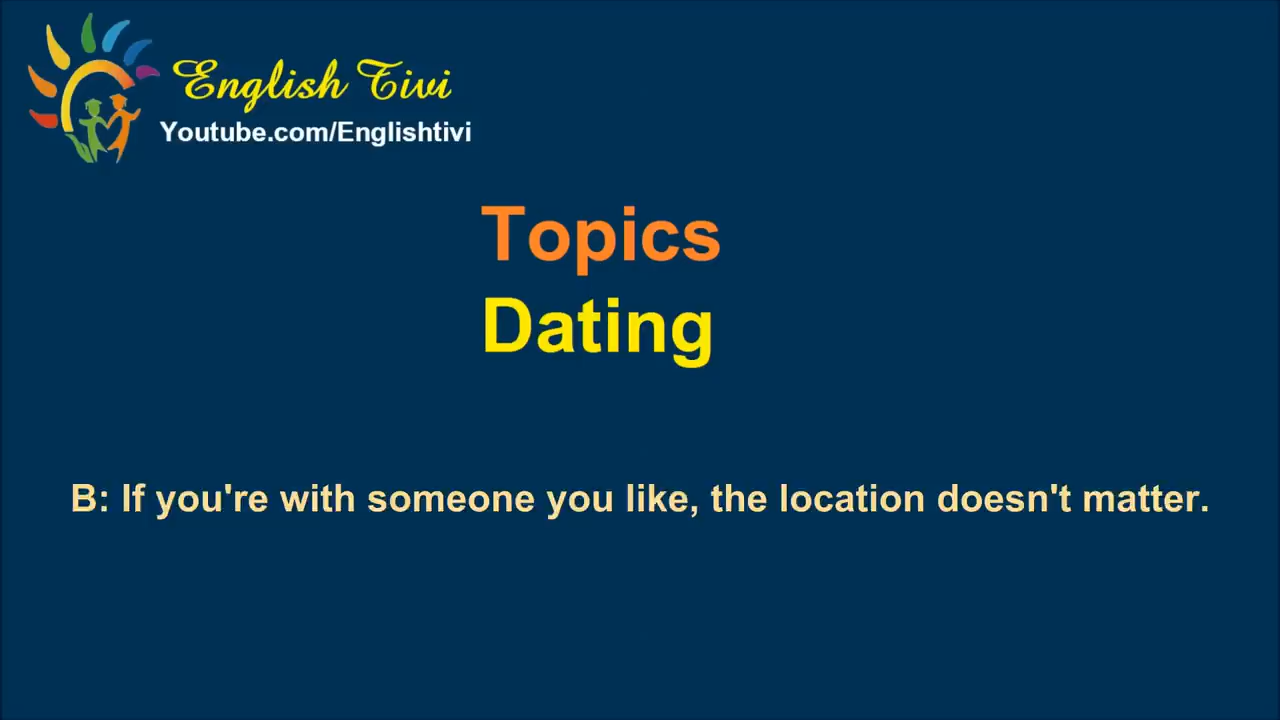 English Tivi
Youtube.com/Englishtivi
Topics
Dating
B: If you're with someone you like, the location doesn't matter.